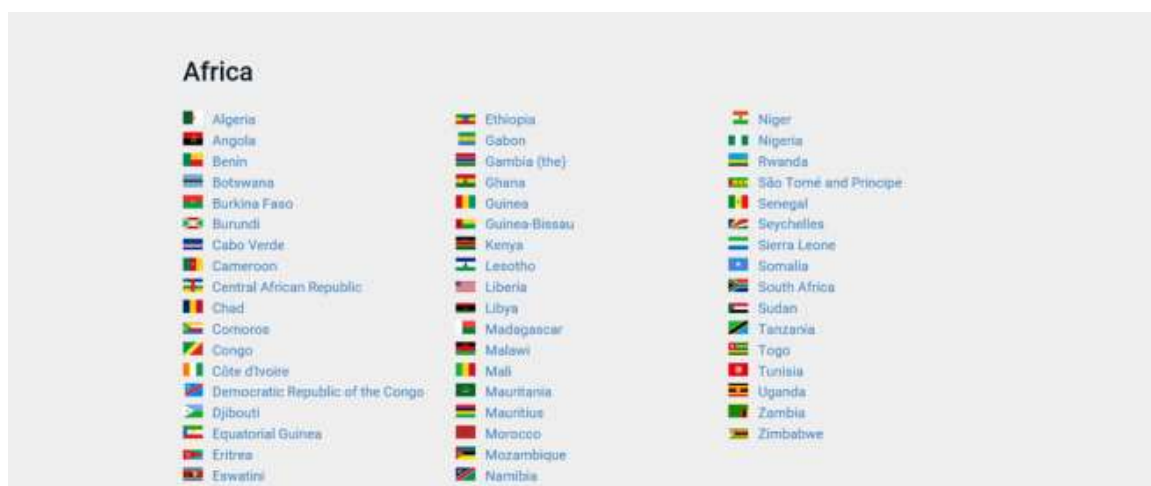 Africa
Algeria
Angola
Benin
Botswana
Burkina Faso
Burundi
Cabo Verde
Cameroon
Central African Republic
Chad
Comoros
Congo
Côte d'Ivoire
Democratic Republic of the Congo
Djibouti
Equatorial Guinea
Eritrea
Eswatini
Ethiopia
Gabon
Gambia (the)
Ghana
Guinea
Guinea-Bissau
Kenya
Lesotho
Liberia
Libya
Madagascar
Malawi
Mali
Mauritania
Mauritius
Morocco
Mozambique
Namibia
Niger
Nigeria
Rwanda
São Tomé and Príncipe
Senegal
Seychelles
Sierra Leone
Somalia
South Africa
Sudan
Tanzania
Togo
Tunisia
Uganda
Zambia
Zimbabwe